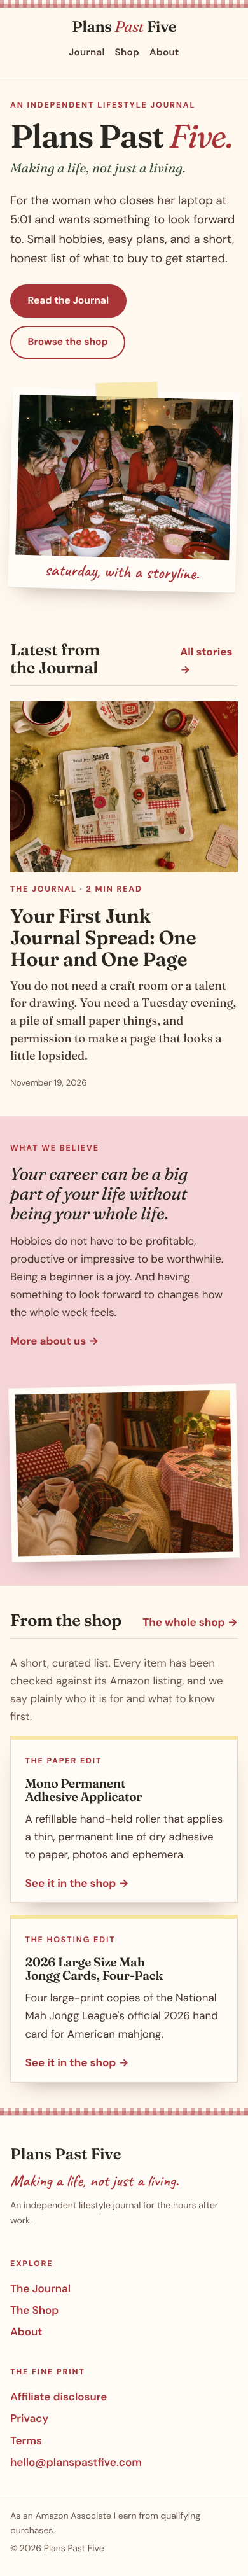 Plans Past Five
Journal Shop About
AN INDEPENDENT LIFESTYLE JOURNAL
Plans Past Five.
Making a life, not just a living.
For the woman who closes her laptop at
5:01 and wants something to look forward
to. Small hobbies, easy plans, and a short,
honest list of what to buy to get started.
Read the Journal
Browse the shop
saturday, with a storyline.
Latest from
the Journal
All stories
→
THE JOURNAL · 2 MIN READ
Your First Junk
Journal Spread: One
Hour and One Page
You do not need a craft room or a talent
for drawing. You need a Tuesday evening,
a pile of small paper things, and
permission to make a page that looks a
little lopsided.
November 19, 2026
WHAT WE BELIEVE
Your career can be a big
part of your life without
being your whole life.
Hobbies do not have to be profitable,
productive or impressive to be worthwhile.
Being a beginner is a joy. And having
something to look forward to changes how
the whole week feels.
More about us →
From the shop
The whole shop →
A short, curated list. Every item has been
checked against its Amazon listing, and we
say plainly who it is for and what to know
first.
THE PAPER EDIT
Mono Permanent
Adhesive Applicator
A refillable hand-held roller that applies
a thin, permanent line of dry adhesive
to paper, photos and ephemera.
See it in the shop →
THE HOSTING EDIT
2026 Large Size Mah
Jongg Cards, Four-Pack
Four large-print copies of the National
Mah Jongg League's official 2026 hand
card for American mahjong.
See it in the shop →
Plans Past Five
Making a life, not just a living.
An independent lifestyle journal for the hours after
work.
EXPLORE
The Journal
The Shop
About
THE FINE PRINT
Affiliate disclosure
Privacy
Terms
hello@planspastfive.com
As an Amazon Associate I earn from qualifying
purchases.
© 2026 Plans Past Five